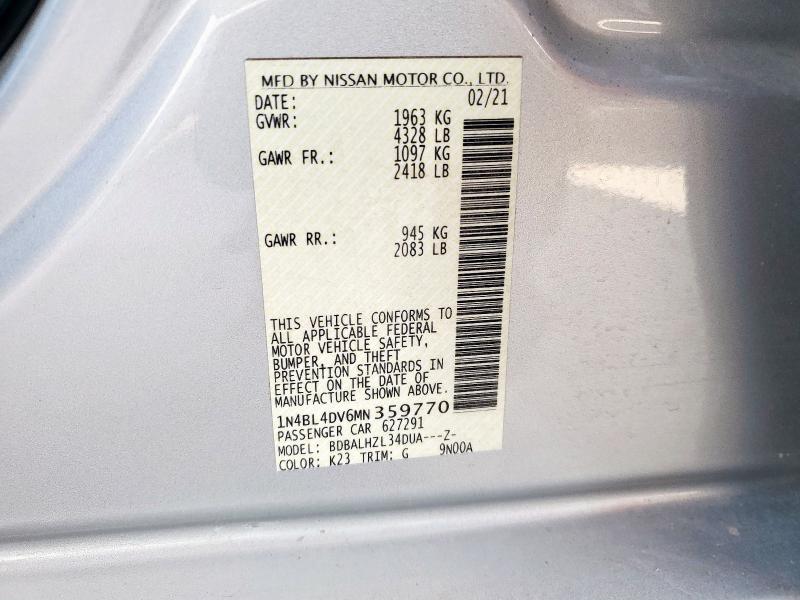 MFD BY NISSAN MOTOR CO., LTD.
DATE: 02/21
GVWR: 1963 KG
4328 LB
GAWR FR.: 1097 KG
2418 LB
GAWR RR.: 945 KG
2083 LB
THIS VEHICLE CONFORMS TO
ALL APPLICABLE FEDERAL
MOTOR VEHICLE SAFETY,
BUMPER, AND THEFT
PREVENTION STANDARDS IN
EFFECT ON THE DATE OF
MANUFACTURE SHOWN ABOVE.
1N4BL4DV6MN359770
PASSENGER CAR 627291
MODEL: BDBALHZL34DUA---Z-
COLOR: K23 TRIM: G 9N00A